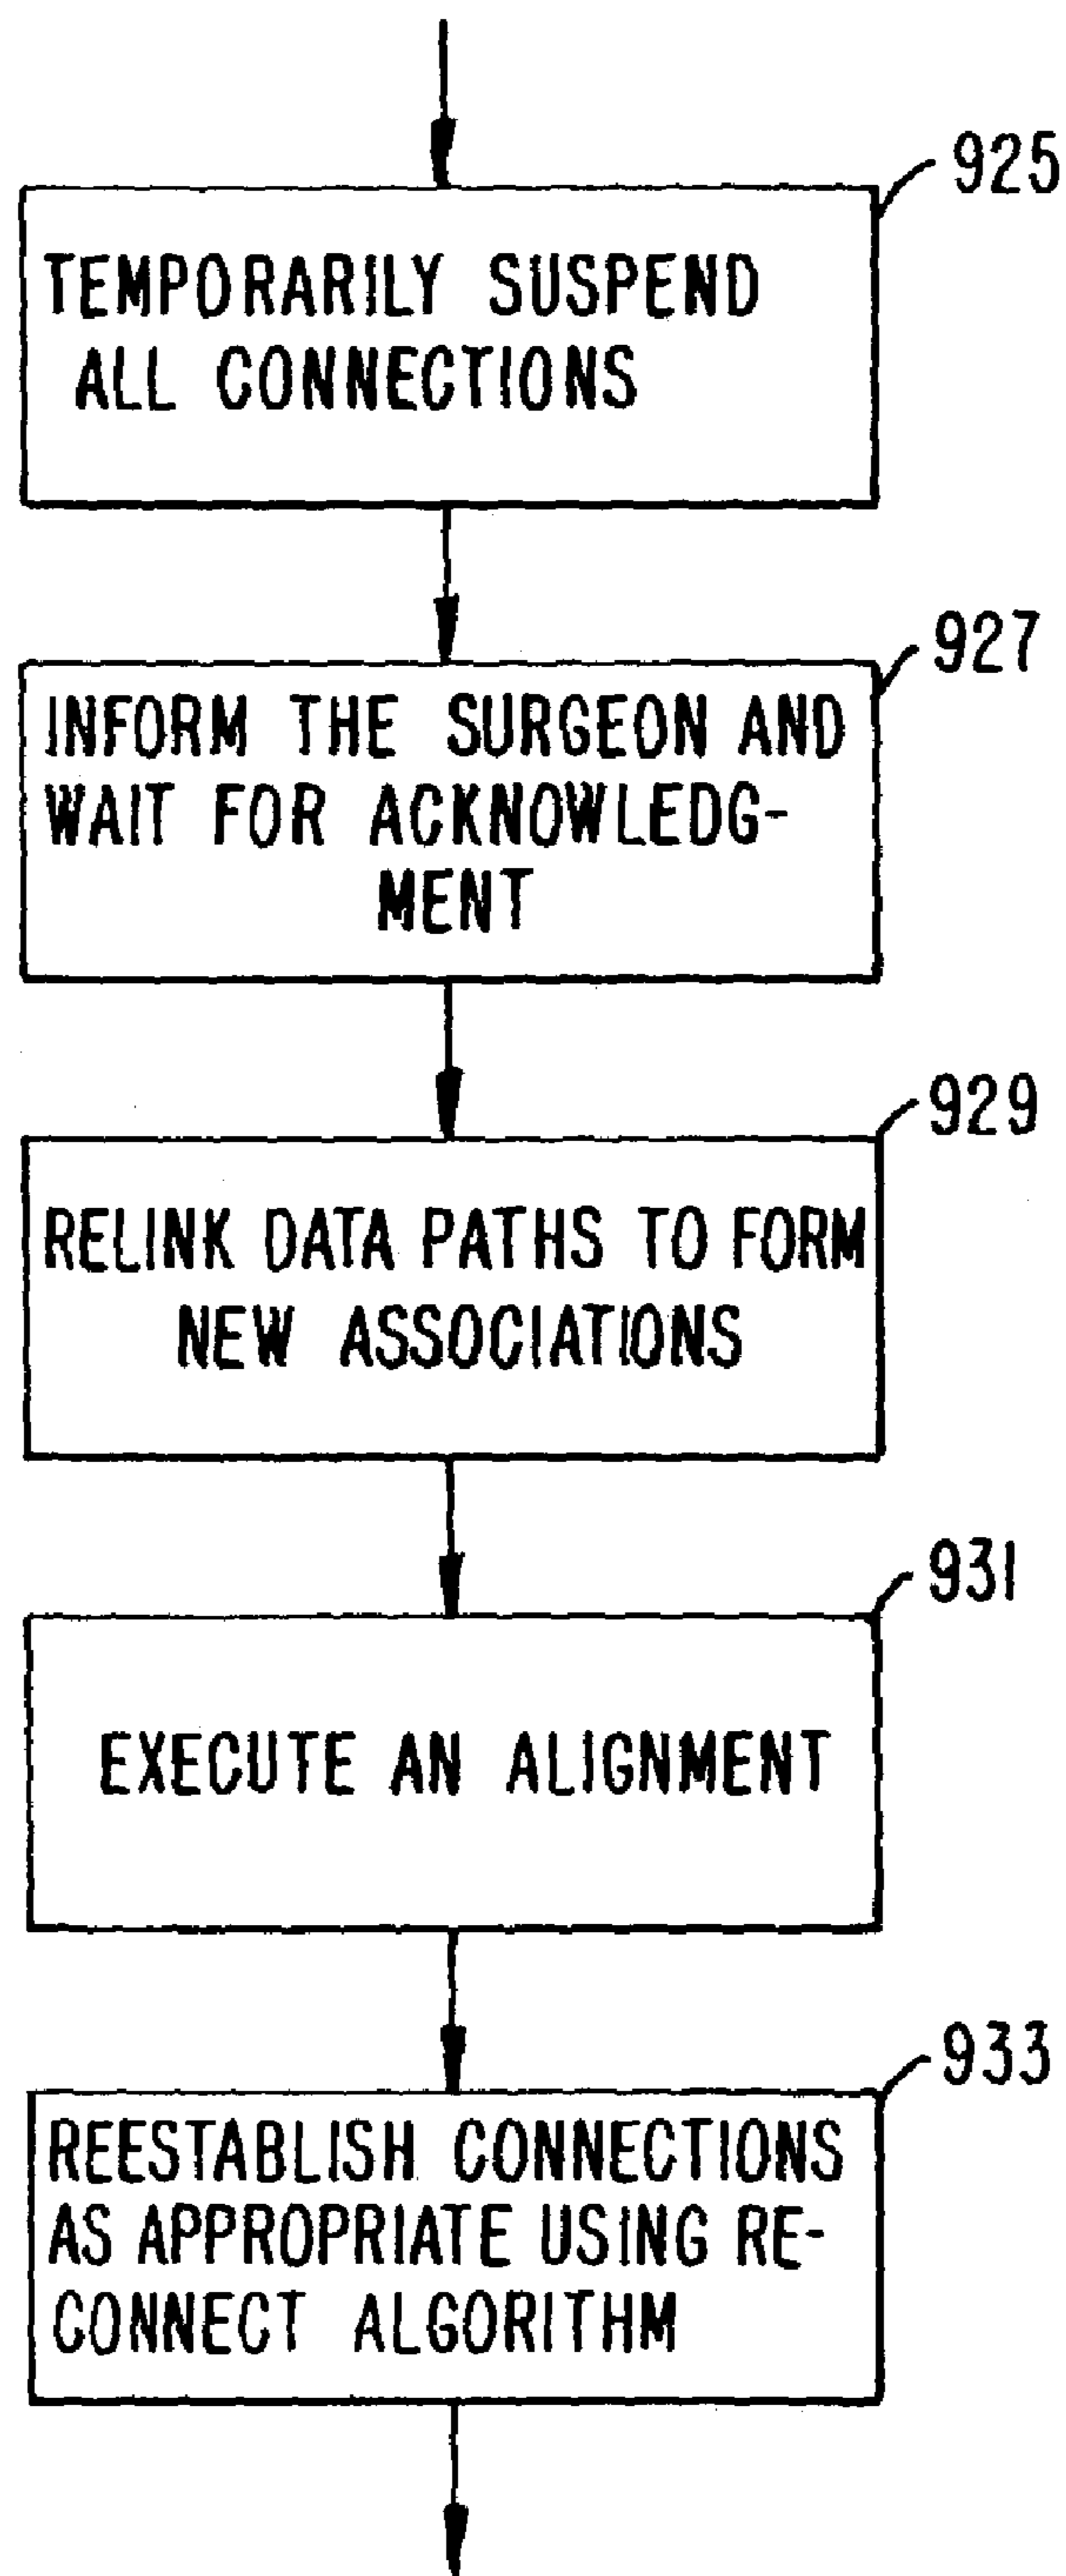 925
TEMPORARILY SUSPEND
ALL CONNECTIONS
927
INFORM THE SURGEON AND
WAIT FOR ACKNOWLEDG-
MENT
929
RELINK DATA PATHS TO FORM
NEW ASSOCIATIONS
931
EXECUTE AN ALIGNMENT
933
REESTABLISH CONNECTIONS
AS APPROPRIATE USING RE-
CONNECT ALGORITHM